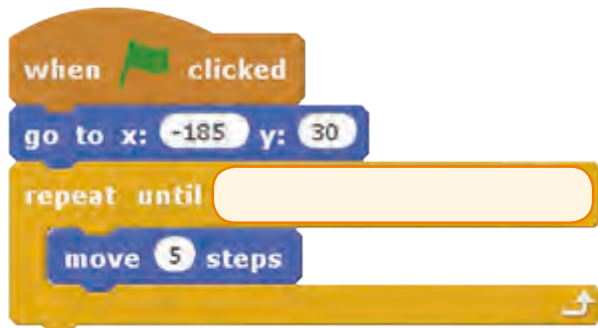 when clicked
go to x: -185 y: 30
repeat until
move 5 steps